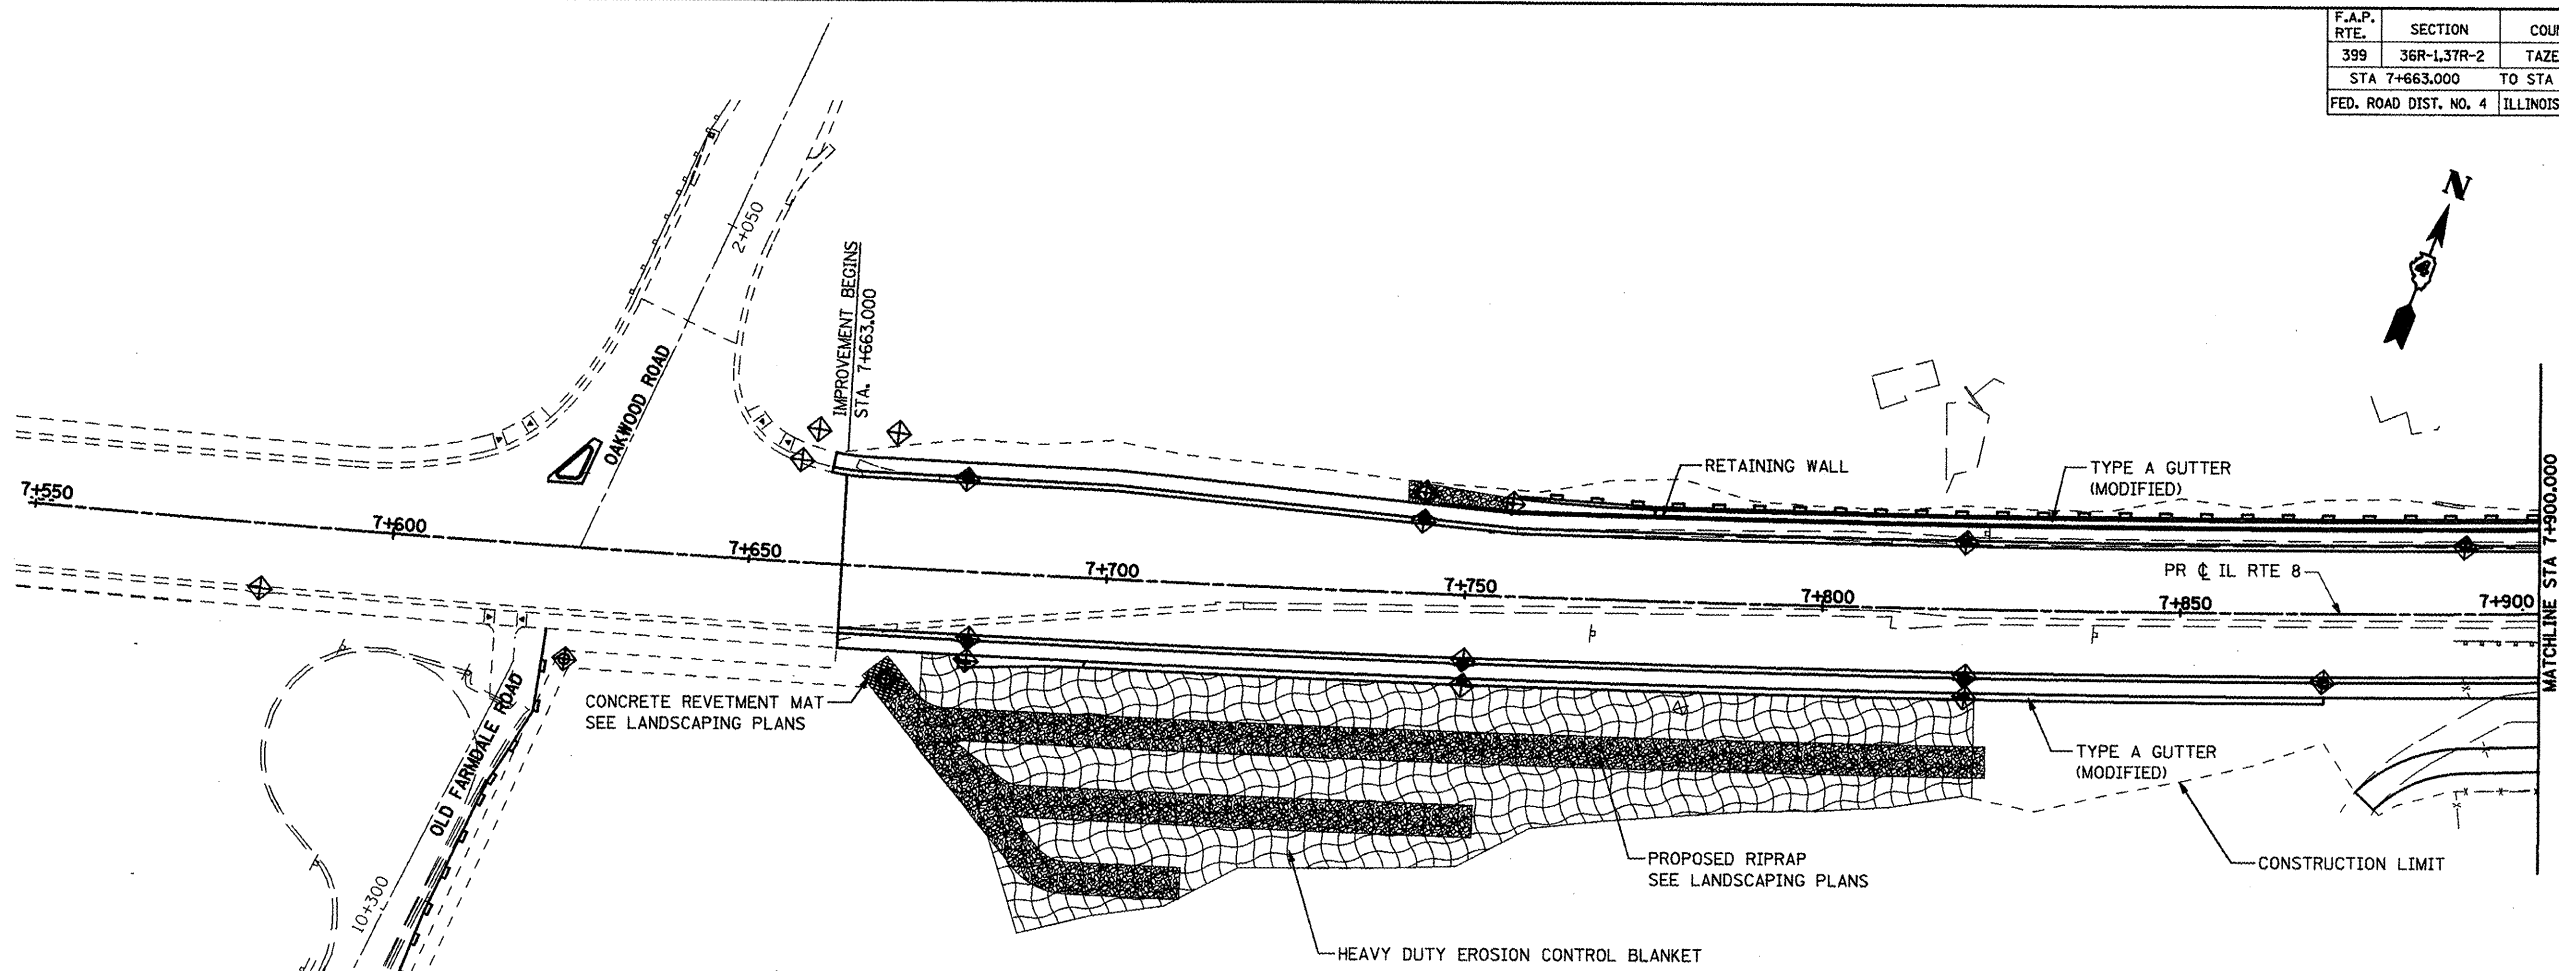 F.A.P. RTE. SECTION
399 36R-1,37R-2
STA 7+663.000 TO STA
FED. ROAD DIST. NO. 4 ILLINOIS
N
4
2+050
IMPROVEMENT BEGINS
STA. 7+663.000
OAKWOOD ROAD
RETAINING WALL
TYPE A GUTTER
(MODIFIED)
7+550
7+600
7+650
7+700
7+750
7+800
7+850
7+900
PR ℄ IL RTE 8
MATCHLINE STA 7+900.000
CONCRETE REVETMENT MAT
SEE LANDSCAPING PLANS
OLD FARMDALE ROAD
10+300
TYPE A GUTTER
(MODIFIED)
PROPOSED RIPRAP
SEE LANDSCAPING PLANS
CONSTRUCTION LIMIT
HEAVY DUTY EROSION CONTROL BLANKET